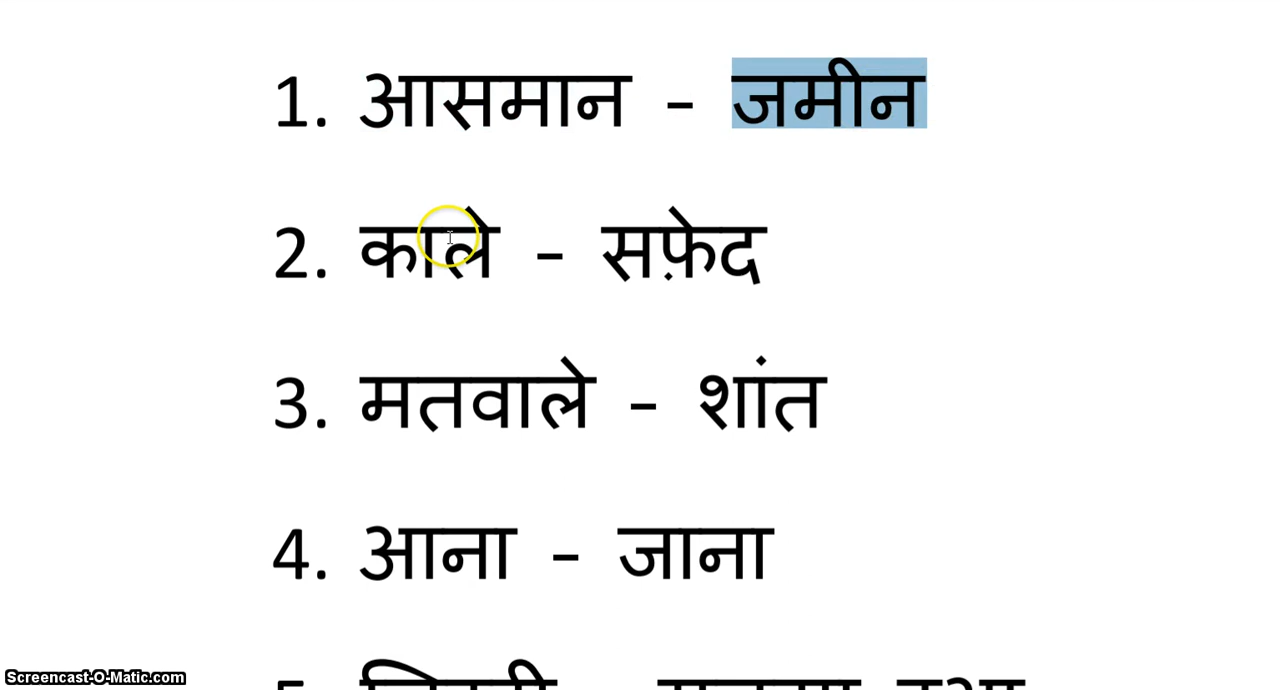 1. आसमान - जमीन
2. काले - सफ़ेद
3. मतवाले - शांत
4. आना - जाना
Screencast-O-Matic.com